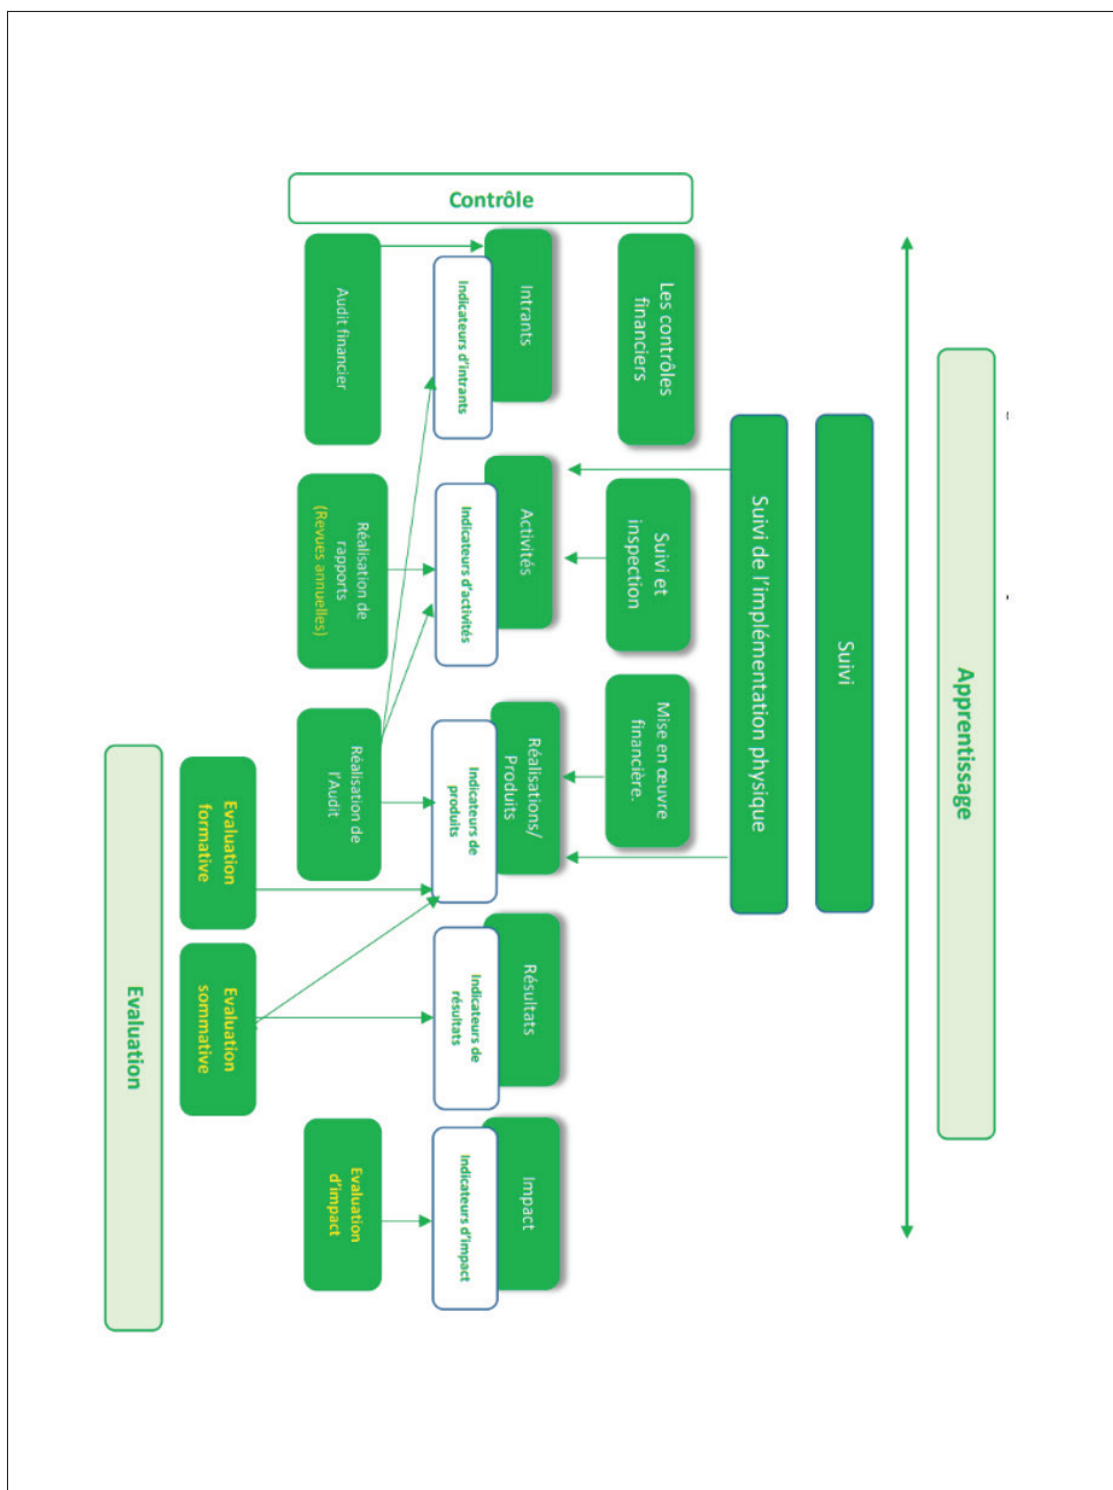 Apprentissage
Suivi
Suivi de l'implémentation physique
Contrôle
Les contrôles
financiers
Suivi et
inspection
Mise en œuvre
financière.
Intrants
Indicateurs d'intrants
Activités
Indicateurs d'activités
Réalisations/
Produits
Indicateurs de
produits
Résultats
Indicateurs de
résultats
Impact
Indicateurs d'impact
Audit financier
Réalisation de
rapports
(Revues annuelles)
Réalisation de
l'Audit
Evaluation
d'impact
Evaluation
formative
Evaluation
sommative
Evaluation